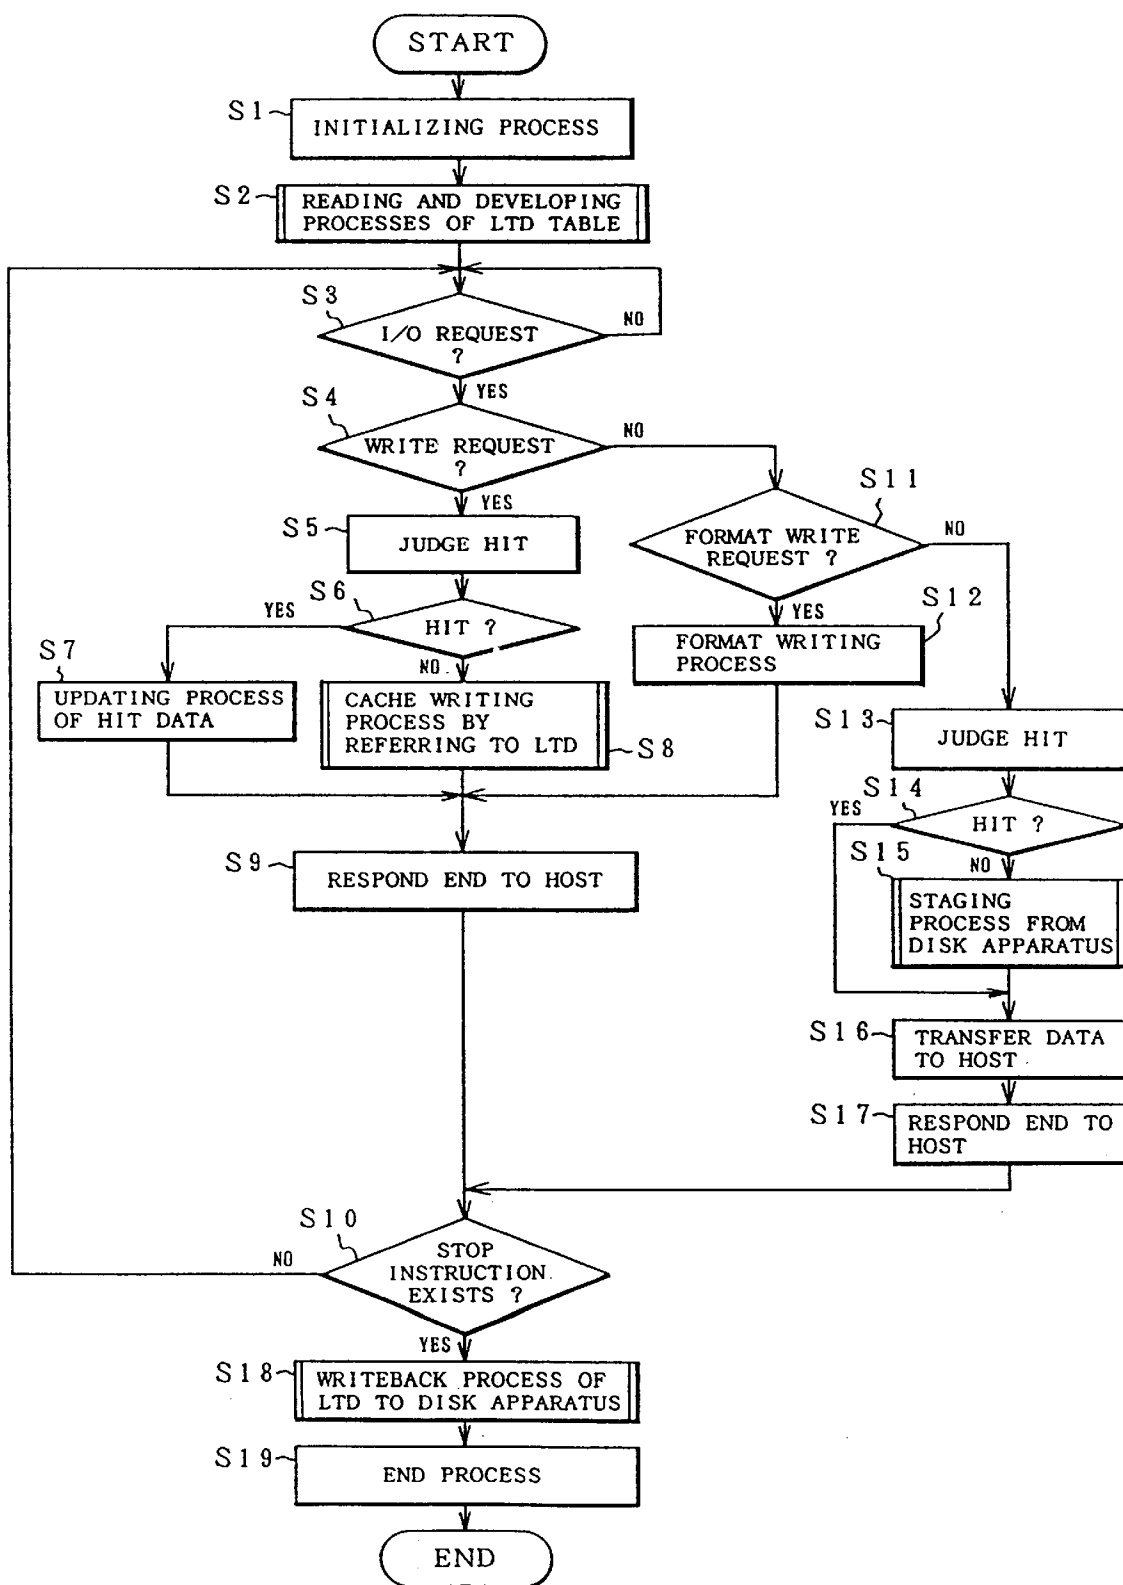 START
S1
INITIALIZING PROCESS
S2
READING AND DEVELOPING
PROCESSES OF LTD TABLE
S3
I/O REQUEST
?
NO
YES
S4
WRITE REQUEST
?
NO
YES
S5
JUDGE HIT
S11
FORMAT WRITE
REQUEST ?
NO
YES
S6
HIT ?
YES
NO
S12
FORMAT WRITING
PROCESS
S7
UPDATING PROCESS
OF HIT DATA
CACHE WRITING
PROCESS BY
REFERRING TO LTD
S8
S13
JUDGE HIT
S14
HIT ?
YES
NO
S9
RESPOND END TO HOST
S15
STAGING
PROCESS FROM
DISK APPARATUS
S16
TRANSFER DATA
TO HOST
S17
RESPOND END TO
HOST
S10
STOP
INSTRUCTION
EXISTS ?
NO
YES
S18
WRITEBACK PROCESS OF
LTD TO DISK APPARATUS
S19
END PROCESS
END